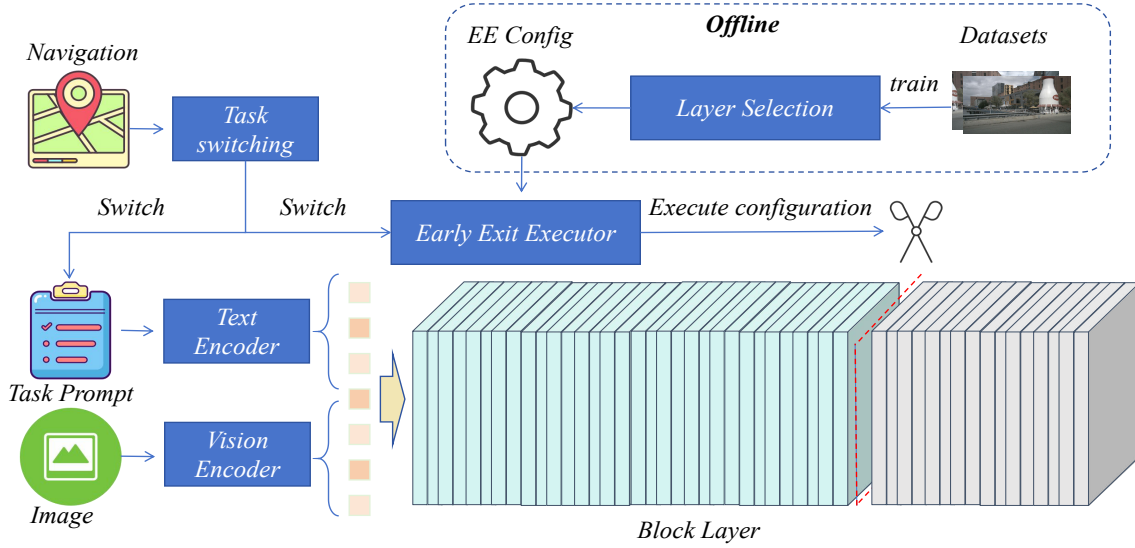 Offline
EE Config
Datasets
Navigation
train
Layer Selection
Task
switching
Switch
Switch
Execute configuration
Early Exit Executor
Text
Encoder
Task Prompt
Vision
Encoder
Image
Block Layer